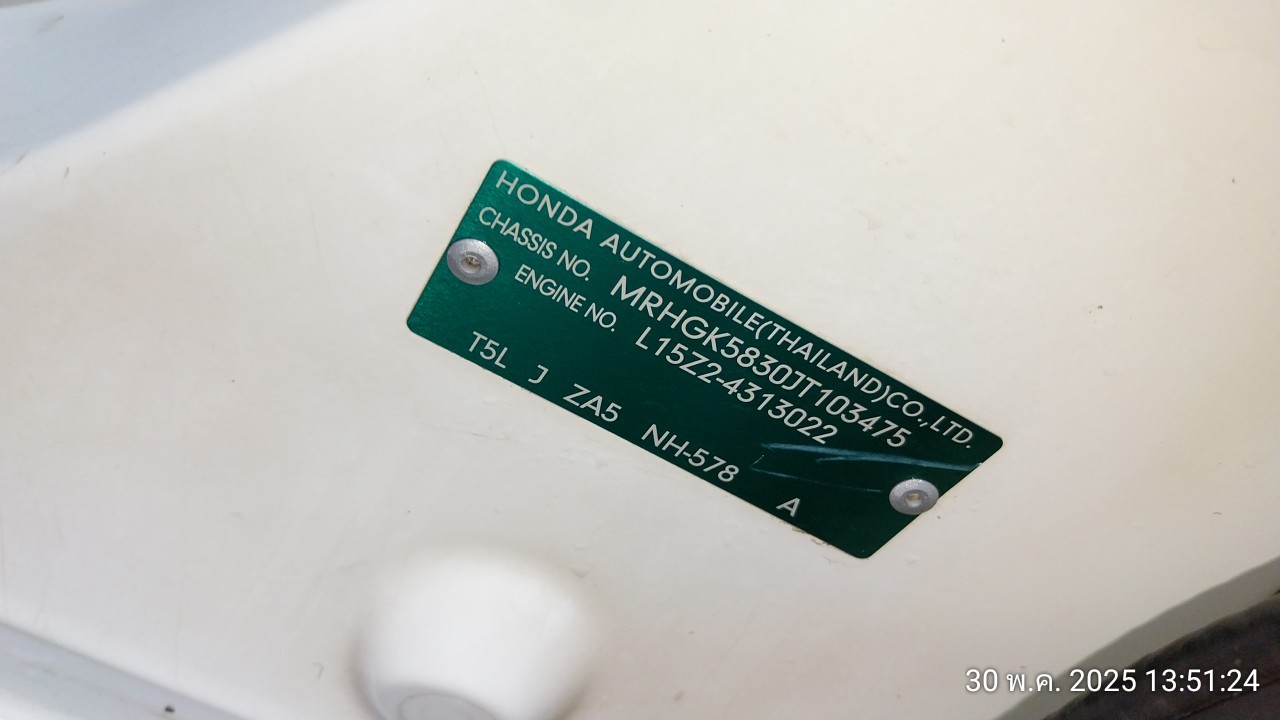 HONDA AUTOMOBILE(THAILAND)CO.,LTD.
CHASSIS NO. MRHGK5830JT103475
ENGINE NO. L15Z2-4313022
T5L J ZA5 NH-578 A
30 พ.ค. 2025 13:51:24